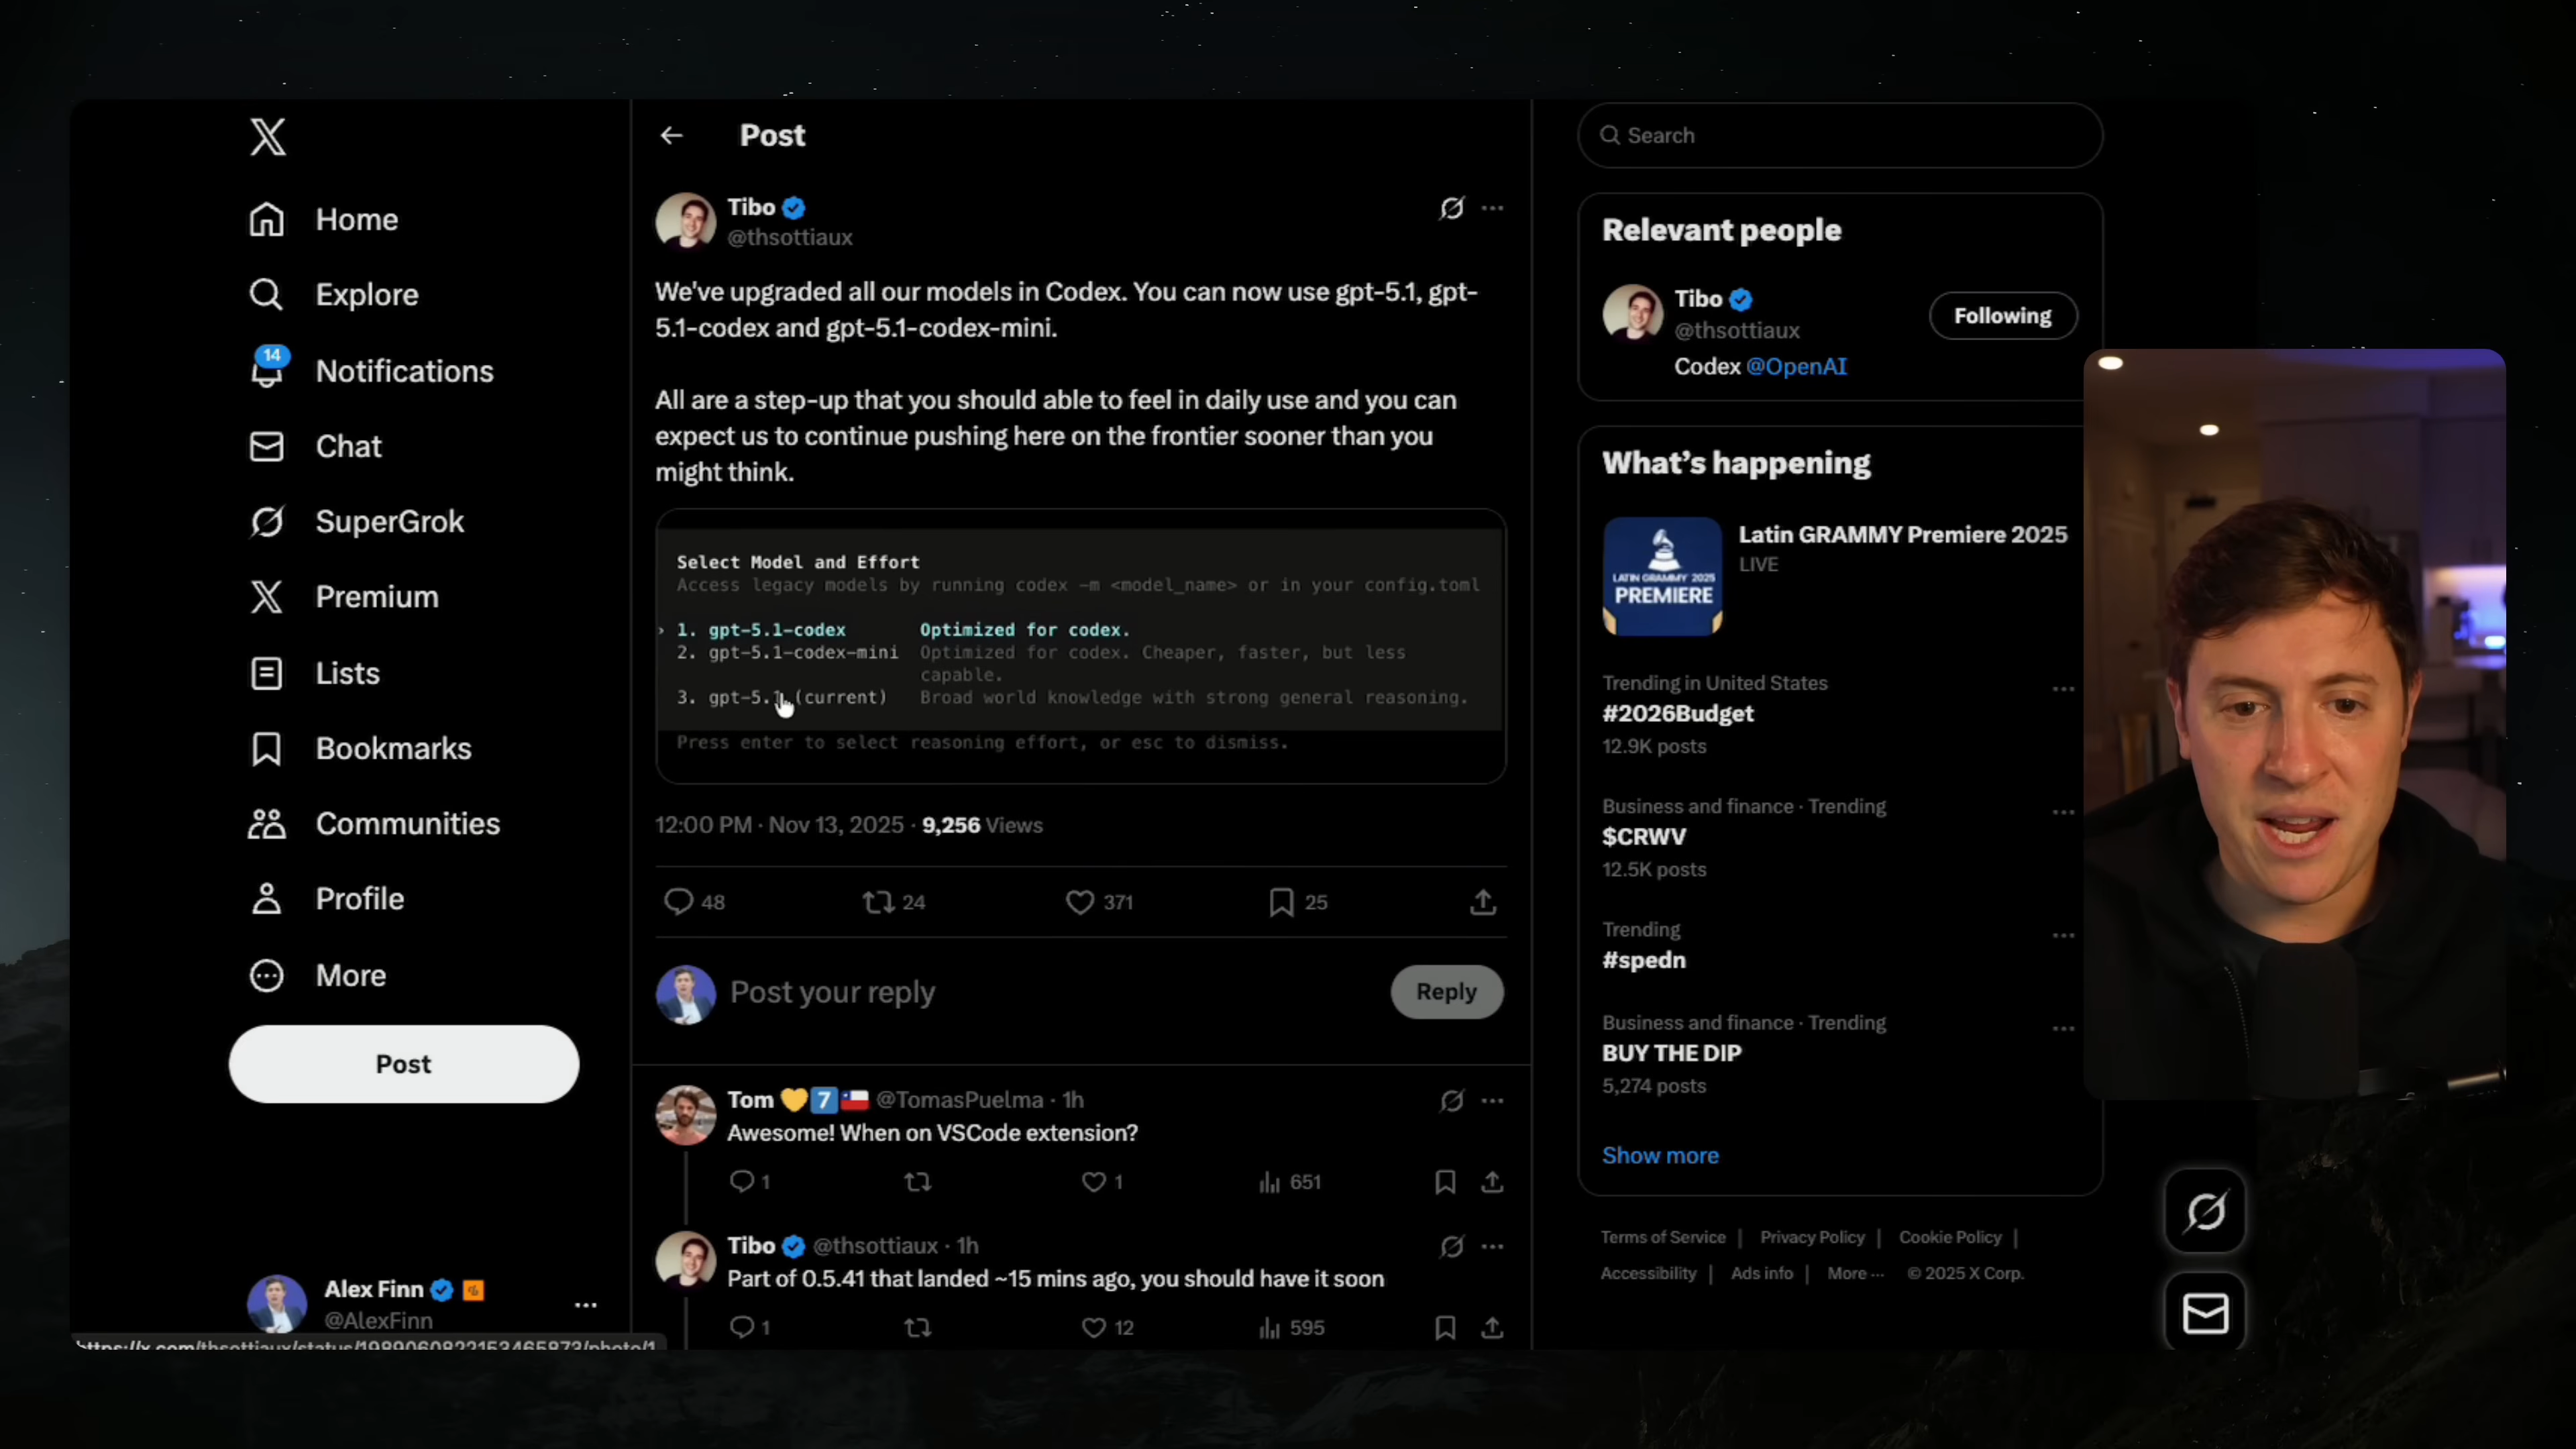 Home
Explore
14
Notifications
Chat
SuperGrok
Premium
Lists
Bookmarks
Communities
Profile
More
Post
Alex Finn
@AlexFinn
https://x.com/thsottiaux/status/1989060822153465873/photo/1
Post
Tibo
@thsottiaux
We've upgraded all our models in Codex. You can now use gpt-5.1, gpt-
5.1-codex and gpt-5.1-codex-mini.
All are a step-up that you should able to feel in daily use and you can
expect us to continue pushing here on the frontier sooner than you
might think.
Select Model and Effort
Access legacy models by running codex -m <model_name> or in your config.toml
› 1. gpt-5.1-codex Optimized for codex.
2. gpt-5.1-codex-mini Optimized for codex. Cheaper, faster, but less
capable.
3. gpt-5.1 (current) Broad world knowledge with strong general reasoning.
Press enter to select reasoning effort, or esc to dismiss.
12:00 PM · Nov 13, 2025 · 9,256 Views
48 24 371 25
Post your reply
Reply
Tom 7 @TomasPuelma · 1h
Awesome! When on VSCode extension?
1 1 651
Tibo @thsottiaux · 1h
Part of 0.5.41 that landed ~15 mins ago, you should have it soon
1 12 595
Search
Relevant people
Tibo
@thsottiaux
Following
Codex @OpenAI
What's happening
LATIN GRAMMY 2025
PREMIERE
Latin GRAMMY Premiere 2025
LIVE
Trending in United States
#2026Budget
12.9K posts
Business and finance · Trending
$CRWV
12.5K posts
Trending
#spedn
Business and finance · Trending
BUY THE DIP
5,274 posts
Show more
Terms of Service | Privacy Policy | Cookie Policy |
Accessibility | Ads info | More ··· © 2025 X Corp.